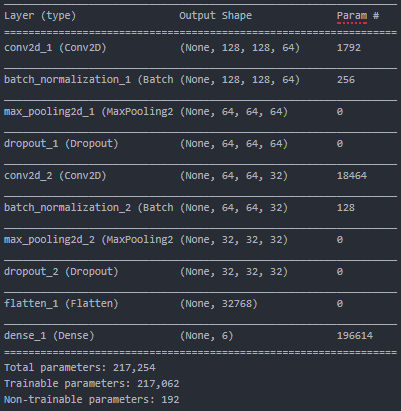 Layer (type) Output Shape Param #
conv2d_1 (Conv2D) (None, 128, 128, 64) 1792
batch_normalization_1 (Batch (None, 128, 128, 64) 256
max_pooling2d_1 (MaxPooling2 (None, 64, 64, 64) 0
dropout_1 (Dropout) (None, 64, 64, 64) 0
conv2d_2 (Conv2D) (None, 64, 64, 32) 18464
batch_normalization_2 (Batch (None, 64, 64, 32) 128
max_pooling2d_2 (MaxPooling2 (None, 32, 32, 32) 0
dropout_2 (Dropout) (None, 32, 32, 32) 0
flatten_1 (Flatten) (None, 32768) 0
dense_1 (Dense) (None, 6) 196614
Total parameters: 217,254
Trainable parameters: 217,062
Non-trainable parameters: 192